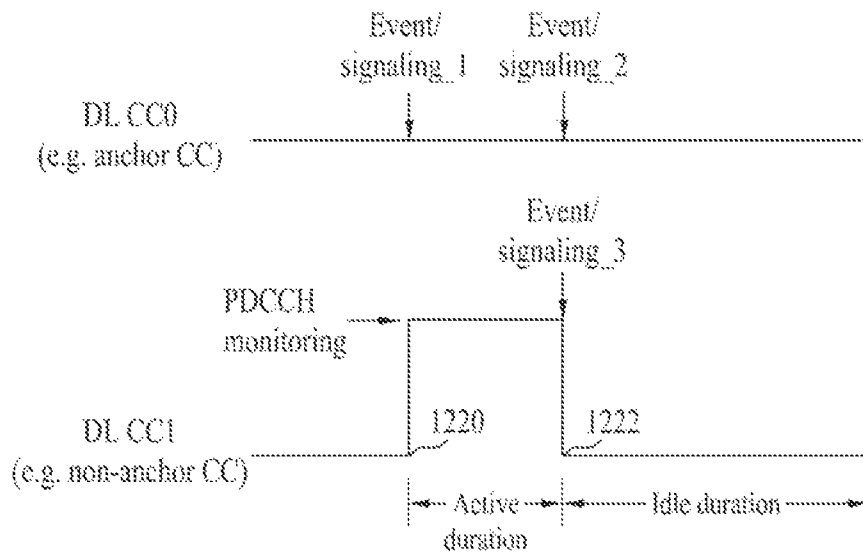 Event/
signaling_1
Event/
signaling_2
DL CC0
(e.g. anchor CC)
Event/
signaling_3
PDCCH
monitoring
DL CC1
(e.g. non-anchor CC)
1220
1222
Active
duration
Idle duration